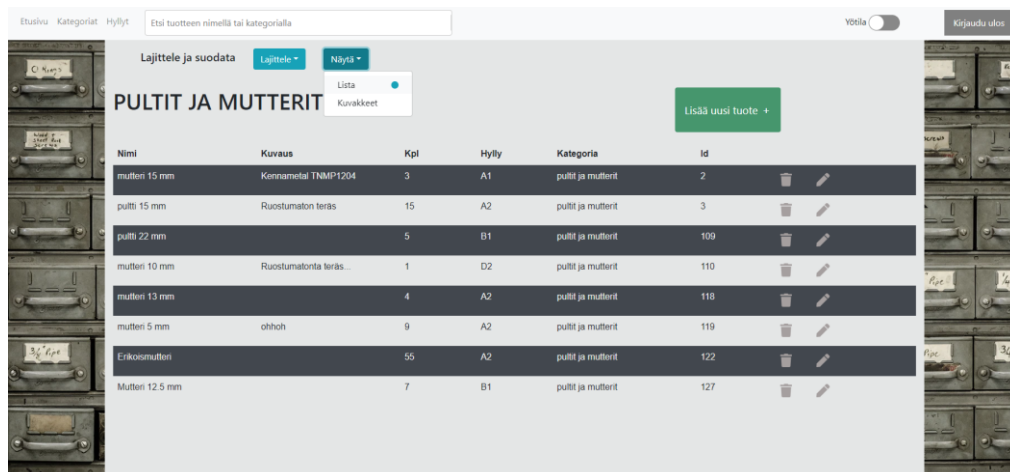 Etusivu Kategoriat Hyllyt Etsi tuotteen nimellä tai kategorialla Yötila Kirjaudu ulos
Lajittele ja suodata Lajittele Näytä
Lista
Kuvakkeet
PULTIT JA MUTTERIT
Lisää uusi tuote +
Nimi Kuvaus Kpl Hylly Kategoria Id
mutteri 15 mm Kennametal TNMP1204 3 A1 pultit ja mutterit 2
pultti 15 mm Ruostumaton teräs 15 A2 pultit ja mutterit 3
pultti 22 mm 5 B1 pultit ja mutterit 109
mutteri 10 mm Ruostumatonta teräs... 1 D2 pultit ja mutterit 110
mutteri 13 mm 4 A2 pultit ja mutterit 118
mutteri 5 mm ohhoh 9 A2 pultit ja mutterit 119
Erikoismutteri 55 A2 pultit ja mutterit 122
Mutteri 12.5 mm 7 B1 pultit ja mutterit 127
3/4 Pipe
Pipe